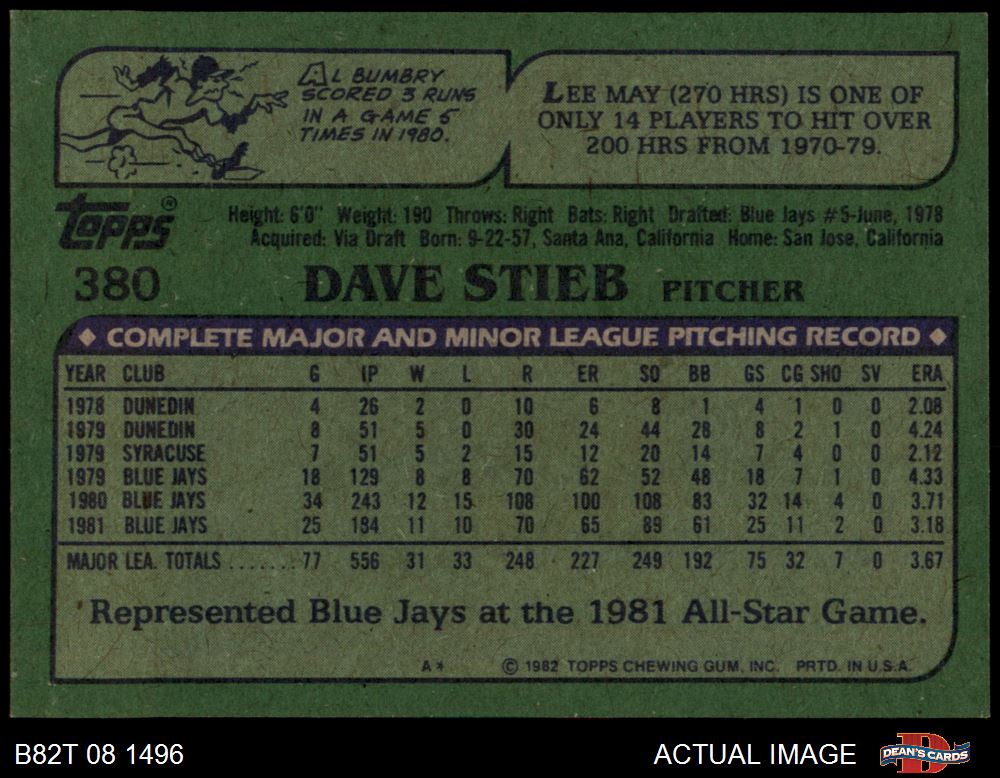 AL BUMBRY
SCORED 3 RUNS
IN A GAME 5
TIMES IN 1980.
LEE MAY (270 HRS) IS ONE OF
ONLY 14 PLAYERS TO HIT OVER
200 HRS FROM 1970-79.
topps®
Height: 6'0" Weight: 190 Throws: Right Bats: Right Drafted: Blue Jays #5-June, 1978
Acquired: Via Draft Born: 9-22-57, Santa Ana, California Home: San Jose, California
380 DAVE STIEB PITCHER
◆ COMPLETE MAJOR AND MINOR LEAGUE PITCHING RECORD ◆
YEAR CLUB G IP W L R ER SO BB GS CG SHO SV ERA
1978 DUNEDIN 4 26 2 0 10 6 8 1 4 1 0 0 2.08
1979 DUNEDIN 8 51 5 0 30 24 44 28 8 2 1 0 4.24
1979 SYRACUSE 7 51 5 2 15 12 20 14 7 4 0 0 2.12
1979 BLUE JAYS 18 129 8 8 70 62 52 48 18 7 1 0 4.33
1980 BLUE JAYS 34 243 12 15 108 100 108 83 32 14 4 0 3.71
1981 BLUE JAYS 25 184 11 10 70 65 89 61 25 11 2 0 3.18
MAJOR LEA. TOTALS ....... 77 556 31 33 248 227 249 192 75 32 7 0 3.67
Represented Blue Jays at the 1981 All-Star Game.
A* © 1982 TOPPS CHEWING GUM, INC. PRTD. IN U.S.A.
B82T 08 1496 ACTUAL IMAGE DEAN'S CARDS